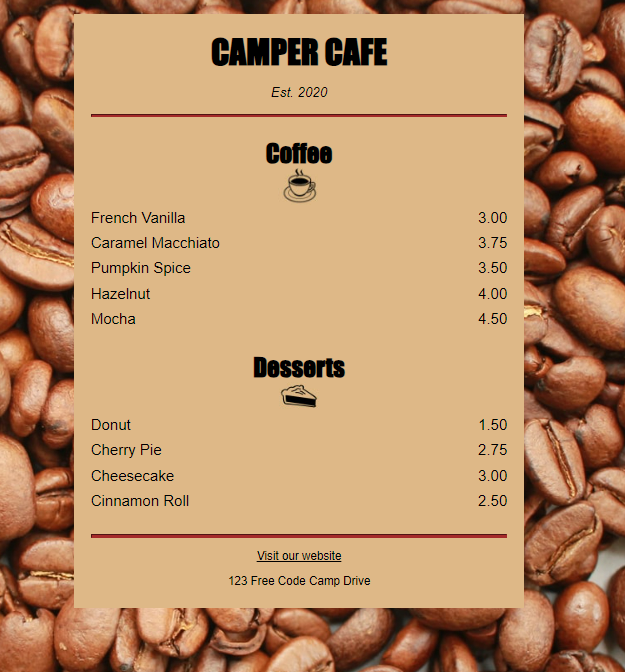 CAMPER CAFE
Est. 2020
Coffee
French Vanilla 3.00
Caramel Macchiato 3.75
Pumpkin Spice 3.50
Hazelnut 4.00
Mocha 4.50
Desserts
Donut 1.50
Cherry Pie 2.75
Cheesecake 3.00
Cinnamon Roll 2.50
Visit our website
123 Free Code Camp Drive